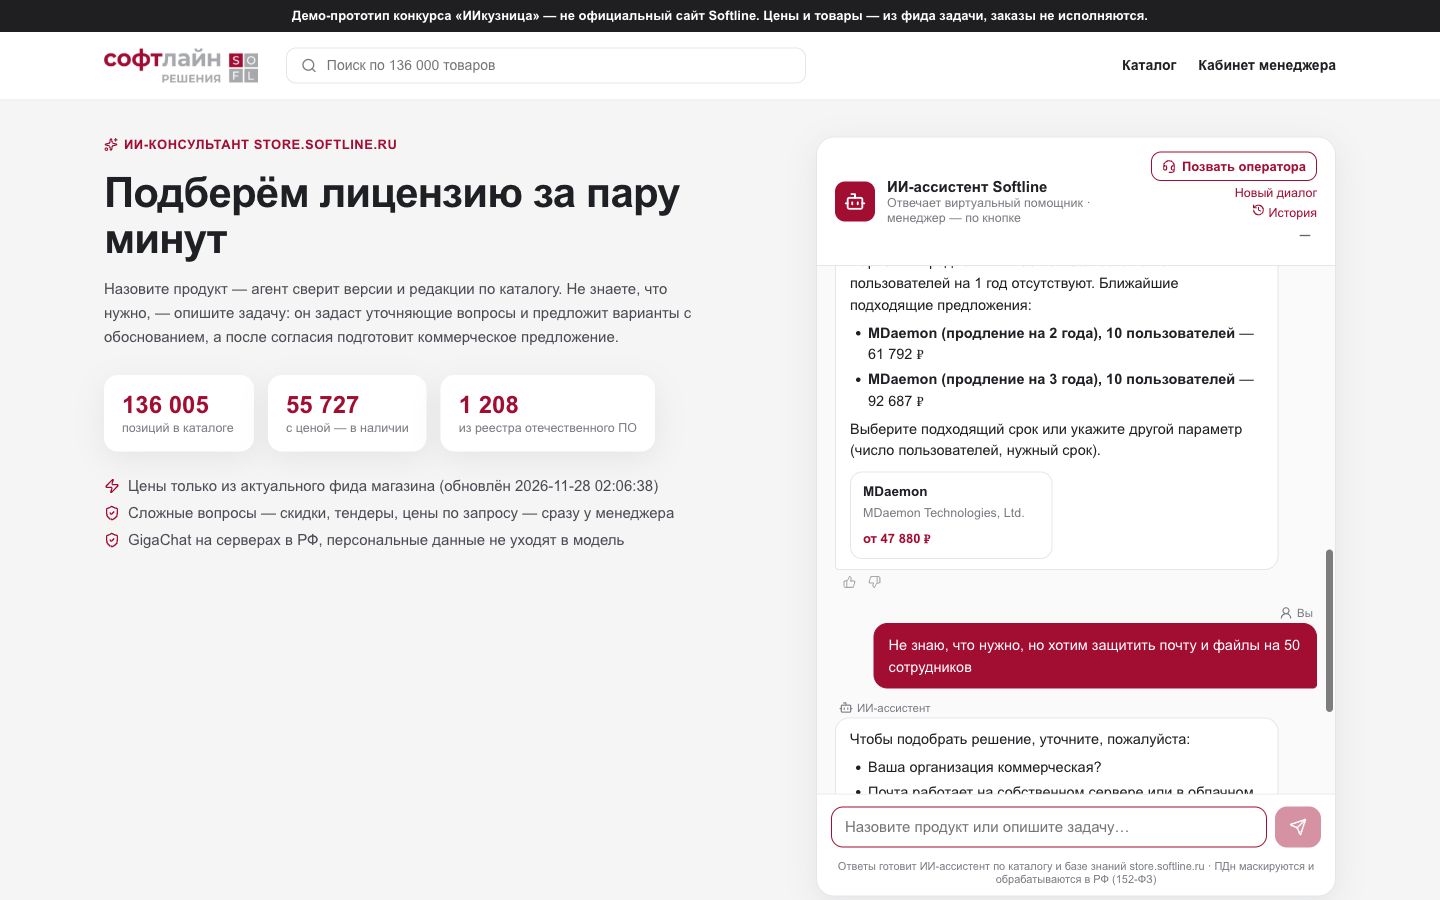 Демо-прототип конкурса «ИИкузница» — не официальный сайт Softline. Цены и товары — из фида задачи, заказы не исполняются.
софтлайн
РЕШЕНИЯ
SO
FL
Поиск по 136 000 товаров
Каталог
Кабинет менеджера
ИИ-КОНСУЛЬТАНТ STORE.SOFTLINE.RU
Подберём лицензию за пару
минут
Назовите продукт — агент сверит версии и редакции по каталогу. Не знаете, что
нужно, — опишите задачу: он задаст уточняющие вопросы и предложит варианты с
обоснованием, а после согласия подготовит коммерческое предложение.
136 005
позиций в каталоге
55 727
с ценой — в наличии
1 208
из реестра отечественного ПО
Цены только из актуального фида магазина (обновлён 2026-11-28 02:06:38)
Сложные вопросы — скидки, тендеры, цены по запросу — сразу у менеджера
GigaChat на серверах в РФ, персональные данные не уходят в модель
ИИ-ассистент Softline
Отвечает виртуальный помощник ·
менеджер — по кнопке
Позвать оператора
Новый диалог
История
—
пользователей на 1 год отсутствуют. Ближайшие
подходящие предложения:
• MDaemon (продление на 2 года), 10 пользователей —
61 792 ₽
• MDaemon (продление на 3 года), 10 пользователей —
92 687 ₽
Выберите подходящий срок или укажите другой параметр
(число пользователей, нужный срок).
MDaemon
MDaemon Technologies, Ltd.
от 47 880 ₽
Вы
Не знаю, что нужно, но хотим защитить почту и файлы на 50
сотрудников
ИИ-ассистент
Чтобы подобрать решение, уточните, пожалуйста:
• Ваша организация коммерческая?
• Почта работает на собственном сервере или в облачном
Назовите продукт или опишите задачу…
Ответы готовит ИИ-ассистент по каталогу и базе знаний store.softline.ru · ПДн маскируются и
обрабатываются в РФ (152-ФЗ)